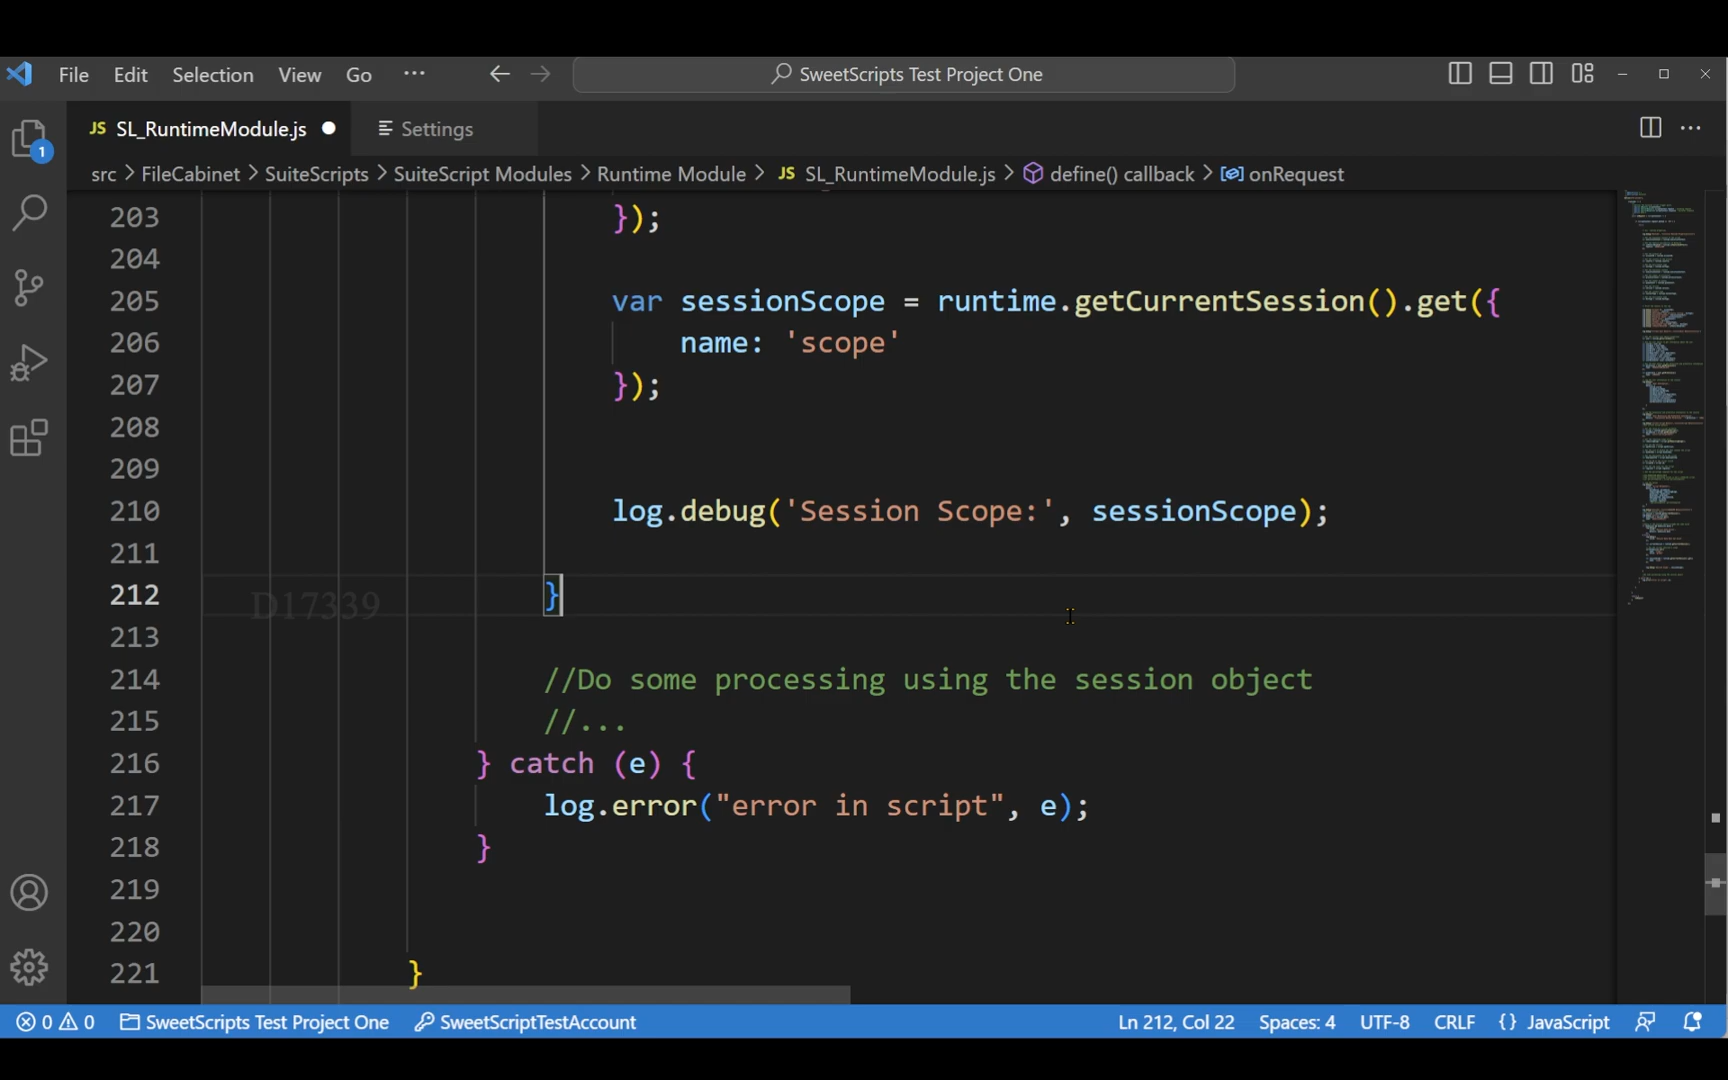 File Edit Selection View Go ··· SweetScripts Test Project One
JS SL_RuntimeModule.js Settings
1
src > FileCabinet > SuiteScripts > SuiteScript Modules > Runtime Module > JS SL_RuntimeModule.js > define() callback > onRequest
203 });
204
205 var sessionScope = runtime.getCurrentSession().get({
206 name: 'scope'
207 });
208
209
210 log.debug('Session Scope:', sessionScope);
211
212 }
D17339
213
214 //Do some processing using the session object
215 //...
216 } catch (e) {
217 log.error("error in script", e);
218 }
219
220
221 }
0 0 SweetScripts Test Project One SweetScriptTestAccount Ln 212, Col 22 Spaces: 4 UTF-8 CRLF {} JavaScript